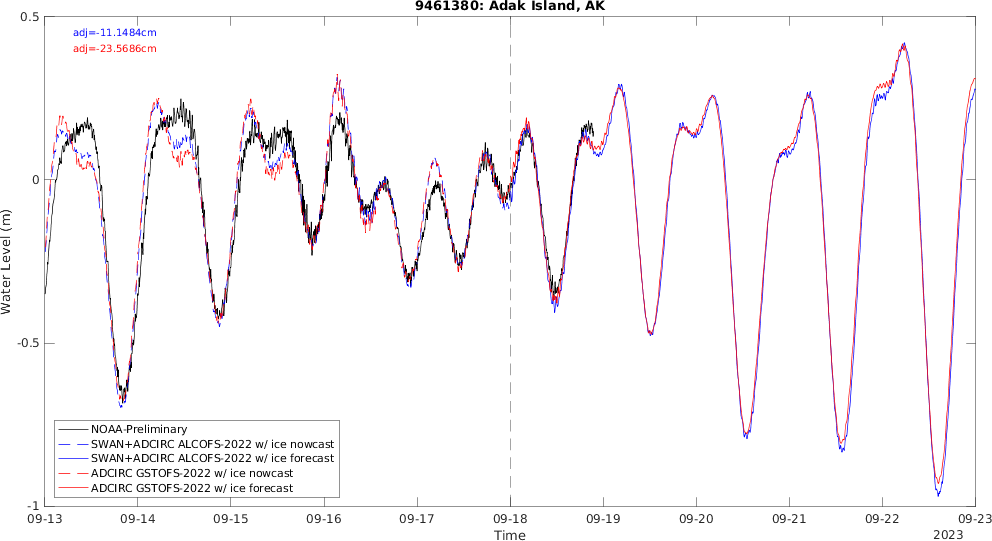 9461380: Adak Island, AK
adj=-11.1484cm
adj=-23.5686cm
Water Level (m)
0.5
0
-0.5
-1
NOAA-Preliminary
SWAN+ADCIRC ALCOFS-2022 w/ ice nowcast
SWAN+ADCIRC ALCOFS-2022 w/ ice forecast
ADCIRC GSTOFS-2022 w/ ice nowcast
ADCIRC GSTOFS-2022 w/ ice forecast
09-13 09-14 09-15 09-16 09-17 09-18 09-19 09-20 09-21 09-22 09-23
Time
2023